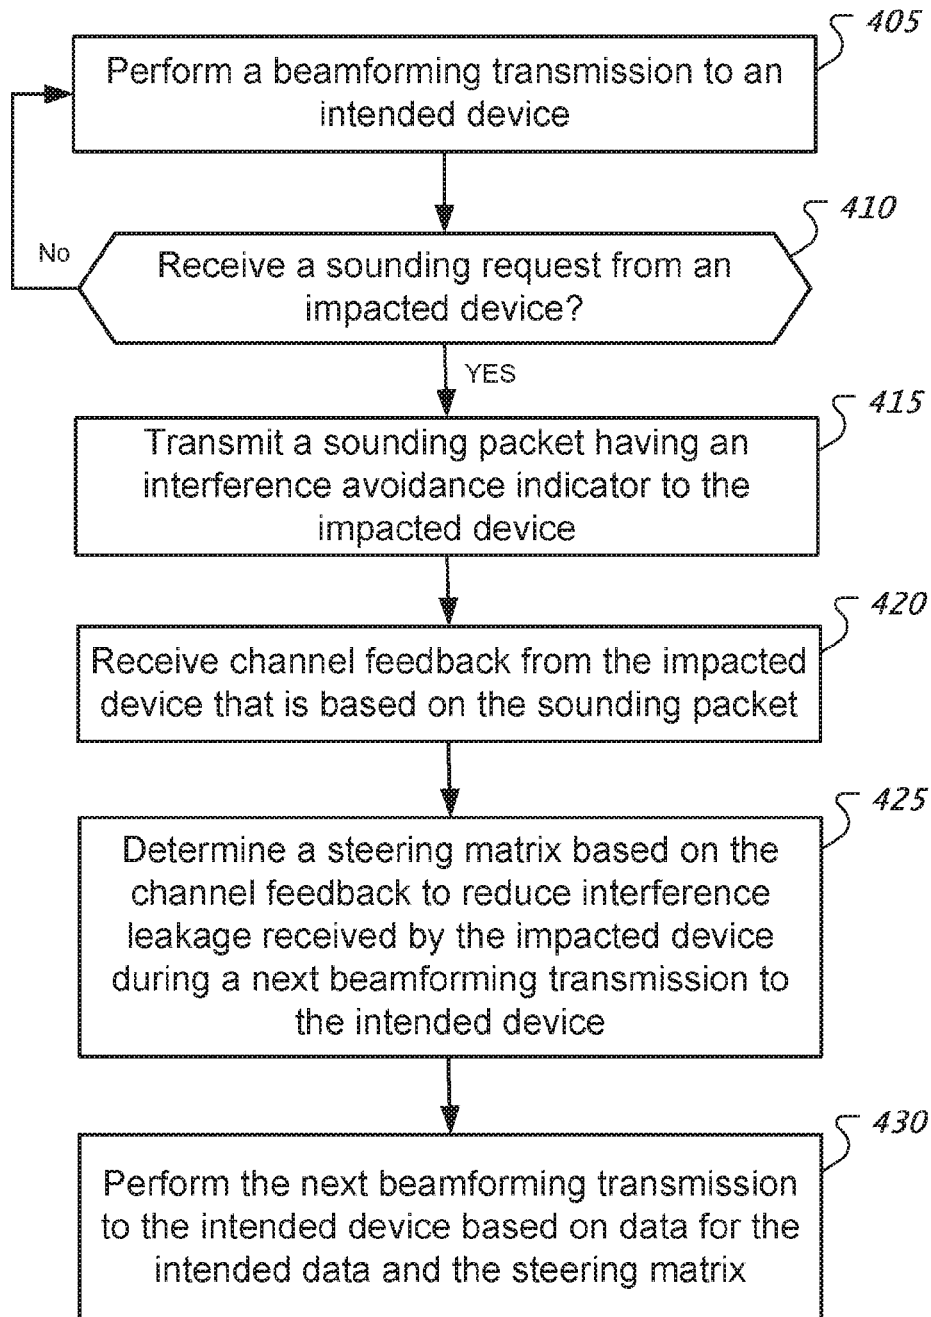 405
Perform a beamforming transmission to an
intended device
410
No
Receive a sounding request from an
impacted device?
YES
415
Transmit a sounding packet having an
interference avoidance indicator to the
impacted device
420
Receive channel feedback from the impacted
device that is based on the sounding packet
425
Determine a steering matrix based on the
channel feedback to reduce interference
leakage received by the impacted device
during a next beamforming transmission to
the intended device
430
Perform the next beamforming transmission
to the intended device based on data for the
intended data and the steering matrix